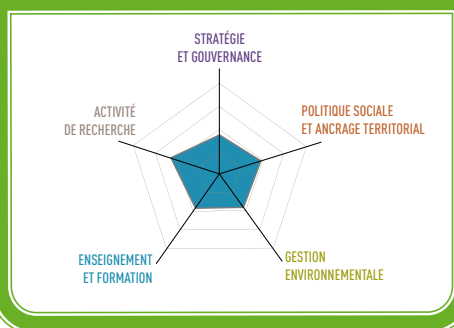 STRATÉGIE
ET GOUVERNANCE
ACTIVITÉ
DE RECHERCHE
POLITIQUE SOCIALE
ET ANCRAGE TERRITORIAL
ENSEIGNEMENT
ET FORMATION
GESTION
ENVIRONNEMENTALE